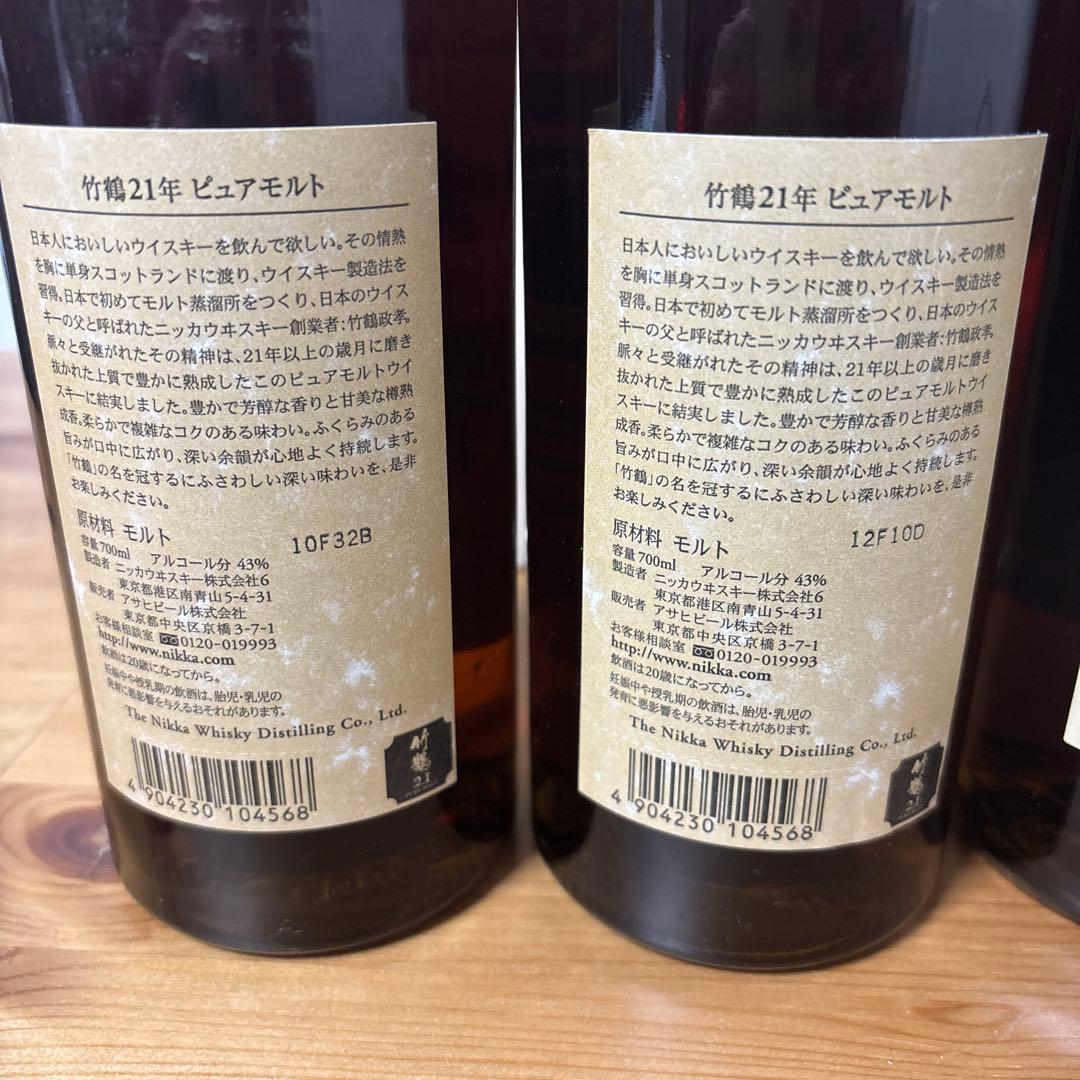 竹鶴21年 ピュアモルト
日本人においしいウイスキーを飲んで欲しい。その情熱
を胸に単身スコットランドに渡り、ウイスキー製造法を
習得。日本で初めてモルト蒸溜所をつくり、日本のウイス
キーの父と呼ばれたニッカウヰスキー創業者:竹鶴政孝。
脈々と受継がれたその精神は、21年以上の歳月に磨き
抜かれた上質で豊かに熟成したこのピュアモルトウイ
スキーに結実しました。豊かで芳醇な香りと甘美な樽熟
成香。柔らかで複雑なコクのある味わい。ふくらみのある
旨みが口中に広がり、深い余韻が心地よく持続します。
「竹鶴」の名を冠するにふさわしい深い味わいを、是非
お楽しみください。
原材料 モルト
10F32B
容量700ml アルコール分 43%
製造者 ニッカウヰスキー株式会社6
東京都港区南青山5-4-31
販売者 アサヒビール株式会社
東京都中央区京橋3-7-1
お客様相談室 0120-019993
http://www.nikka.com
飲酒は20歳になってから。
妊娠中や授乳期の飲酒は、胎児・乳児の
発育に悪影響を与えるおそれがあります。
The Nikka Whisky Distilling Co., Ltd.
竹鶴
21
4 904230 104568
竹鶴21年 ピュアモルト
日本人においしいウイスキーを飲んで欲しい。その情熱
を胸に単身スコットランドに渡り、ウイスキー製造法を
習得。日本で初めてモルト蒸溜所をつくり、日本のウイス
キーの父と呼ばれたニッカウヰスキー創業者:竹鶴政孝。
脈々と受継がれたその精神は、21年以上の歳月に磨き
抜かれた上質で豊かに熟成したこのピュアモルトウイ
スキーに結実しました。豊かで芳醇な香りと甘美な樽熟
成香。柔らかで複雑なコクのある味わい。ふくらみのある
旨みが口中に広がり、深い余韻が心地よく持続します。
「竹鶴」の名を冠するにふさわしい深い味わいを、是非
お楽しみください。
原材料 モルト
12F10D
容量700ml アルコール分 43%
製造者 ニッカウヰスキー株式会社6
東京都港区南青山5-4-31
販売者 アサヒビール株式会社
東京都中央区京橋3-7-1
お客様相談室 0120-019993
http://www.nikka.com
飲酒は20歳になってから。
妊娠中や授乳期の飲酒は、胎児・乳児の
発育に悪影響を与えるおそれがあります。
The Nikka Whisky Distilling Co., Ltd.
竹鶴
21
4 904230 104568